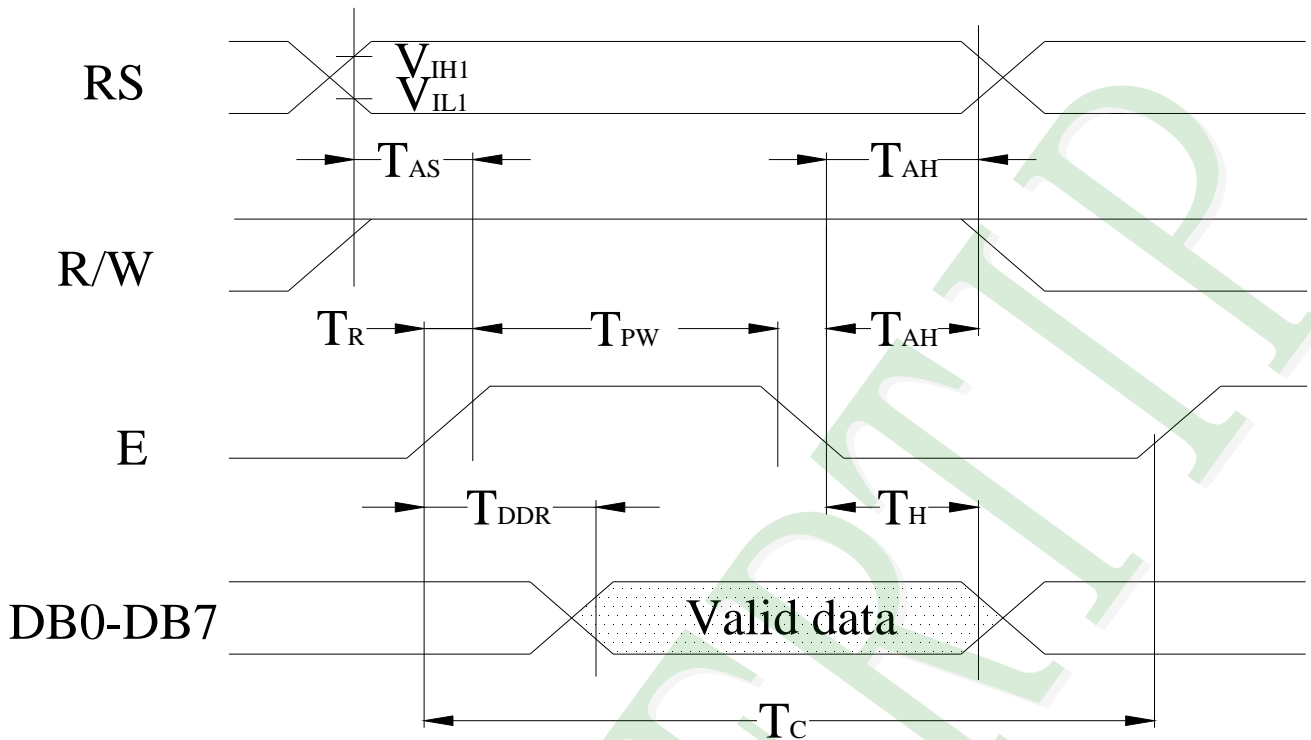 RS
VIH1
VIL1
TAS
TAH
R/W
TR
TPW
TAH
E
TDDR
TH
DB0-DB7
Valid data
TC